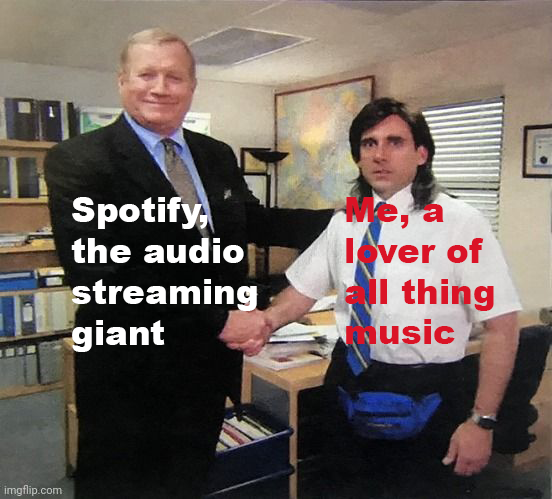 Spotify,
the audio
streaming
giant
Me, a
lover of
all thing
music
imgflip.com